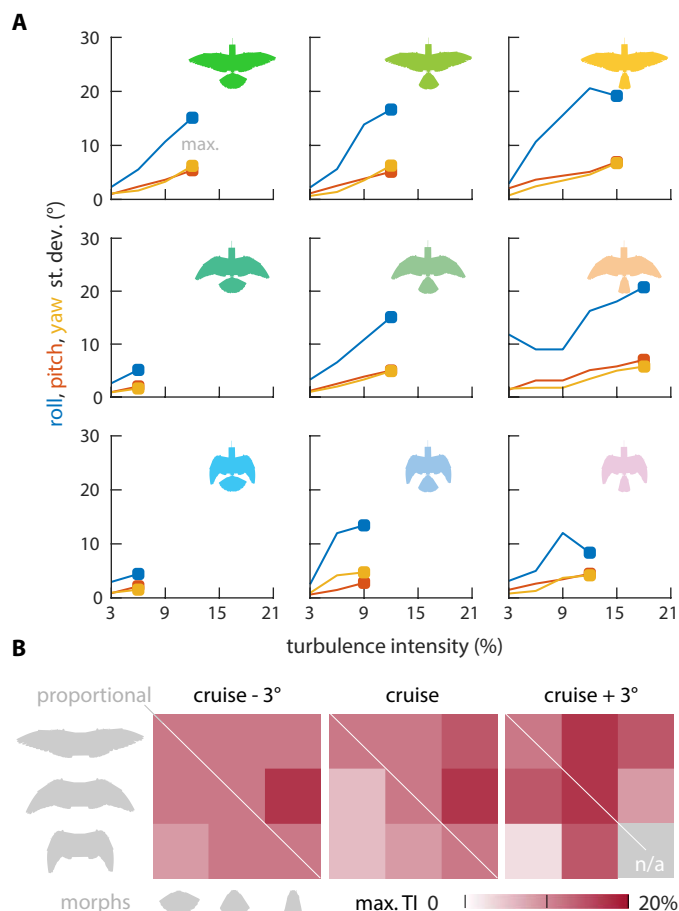 A
30
20
10
0
max.
30
20
10
0
30
20
10
0
roll, pitch, yaw st. dev. (°)
3 9 15 21 3 9 15 21 3 9 15 21
turbulence intensity (%)
B
proportional cruise - 3° cruise cruise + 3°
n/a
morphs max. TI 0 20%